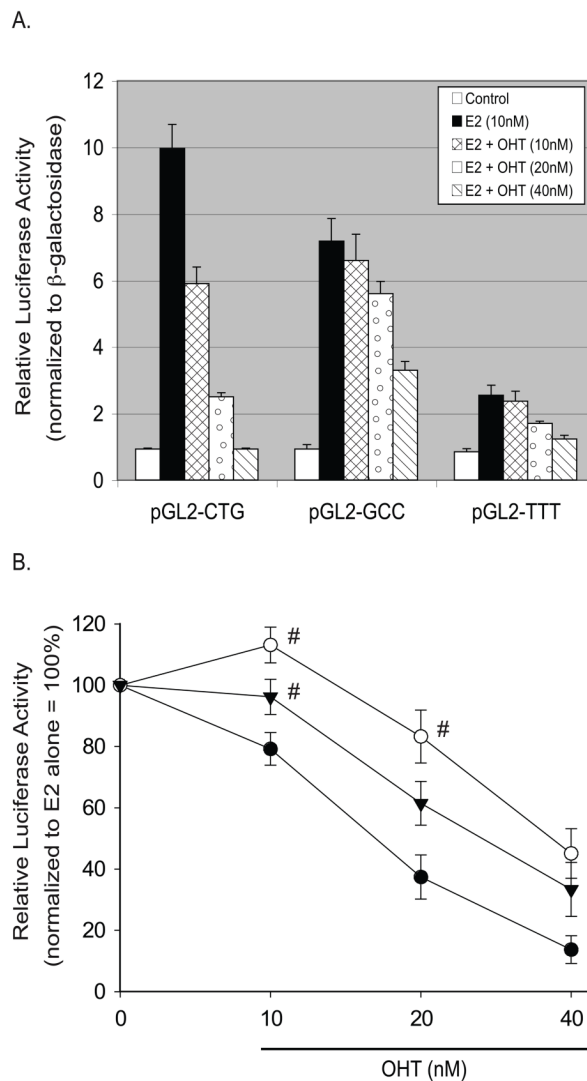 A.
Relative Luciferase Activity
(normalized to β-galactosidase)
12
10
8
6
4
2
0
Control
E2 (10nM)
E2 + OHT (10nM)
E2 + OHT (20nM)
E2 + OHT (40nM)
pGL2-CTG
pGL2-GCC
pGL2-TTT
B.
Relative Luciferase Activity
(normalized to E2 alone = 100%)
120
100
80
60
40
20
0
#
#
#
0
10
20
40
OHT (nM)